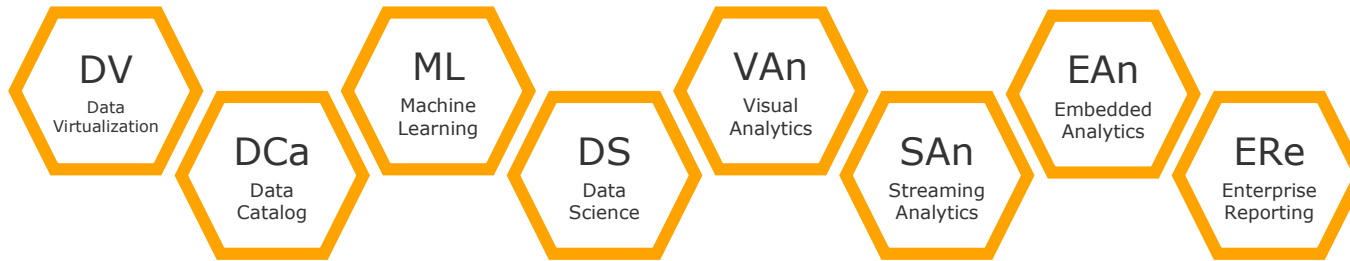 DV
Data
Virtualization
DCa
Data
Catalog
ML
Machine
Learning
DS
Data
Science
VAn
Visual
Analytics
SAn
Streaming
Analytics
EAn
Embedded
Analytics
ERe
Enterprise
Reporting